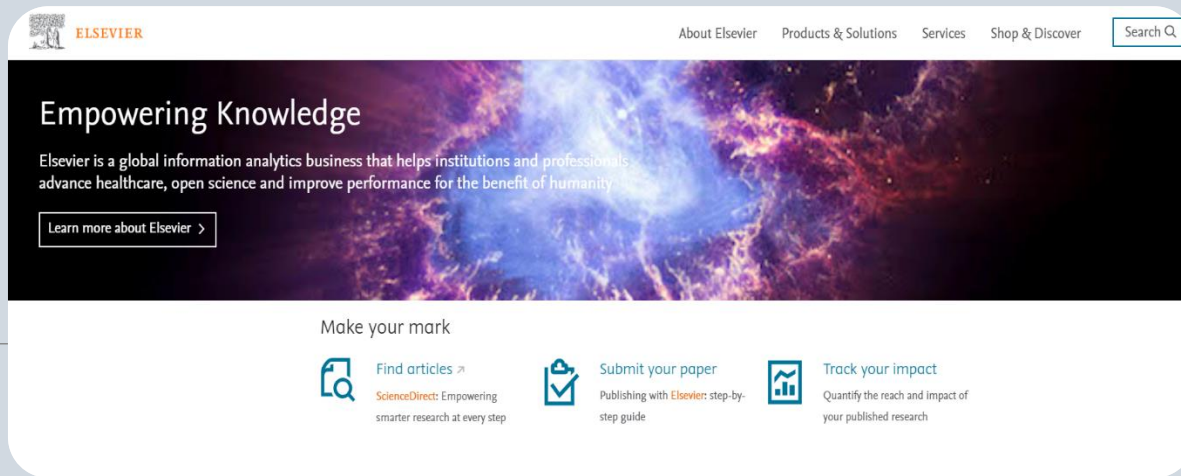 ELSEVIER
About Elsevier Products & Solutions Services Shop & Discover Search
Empowering Knowledge
Elsevier is a global information analytics business that helps institutions and professionals
advance healthcare, open science and improve performance for the benefit of humanity
Learn more about Elsevier >
Make your mark
Find articles
ScienceDirect: Empowering
smarter research at every step
Submit your paper
Publishing with Elsevier: step-by-
step guide
Track your impact
Quantify the reach and impact of
your published research